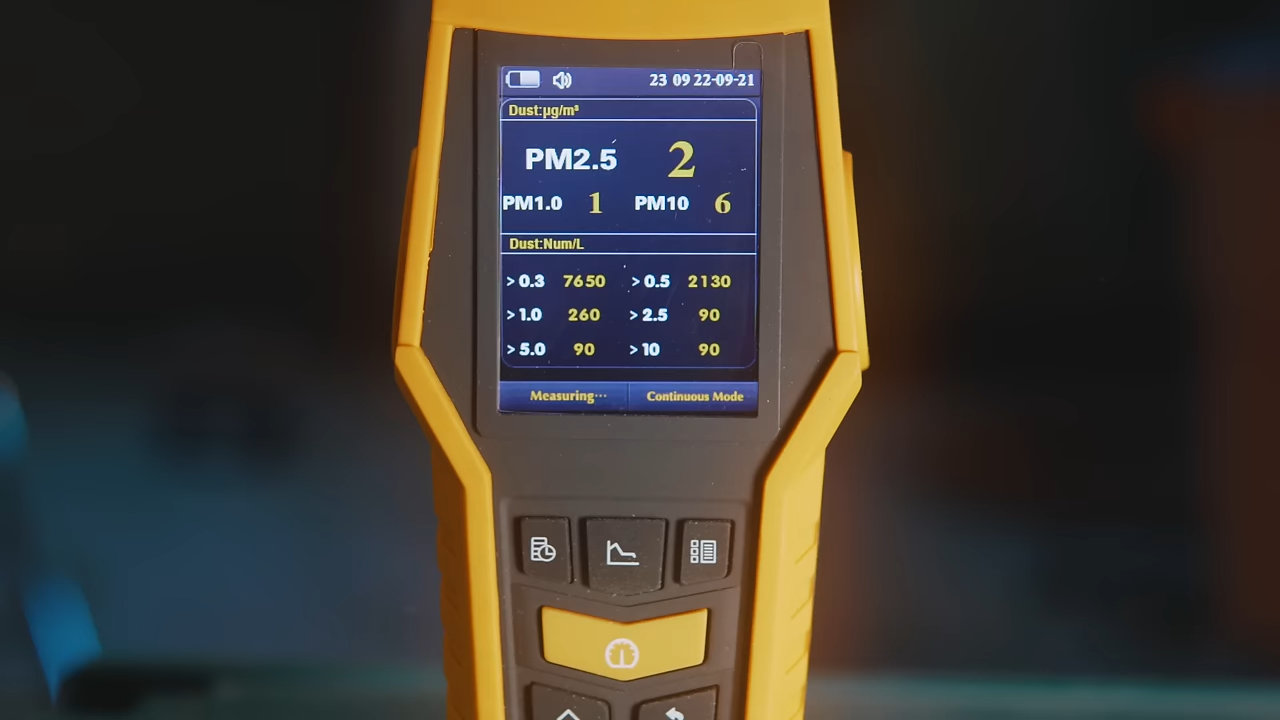 23 09 22-09-21
Dust:µg/m³
PM2.5 2
PM1.0 1 PM10 6
Dust:Num/L
> 0.3 7650 > 0.5 2130
> 1.0 260 > 2.5 90
> 5.0 90 > 10 90
Measuring··· Continuous Mode